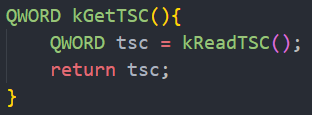 QWORD kGetTSC(){
    QWORD tsc = kReadTSC();
    return tsc;
}